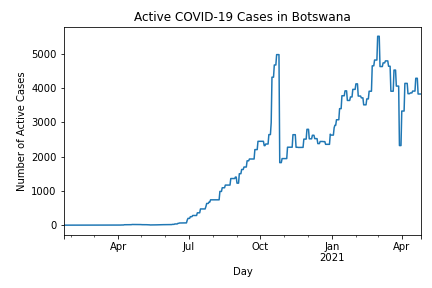 Active COVID-19 Cases in Botswana
Number of Active Cases
5000
4000
3000
2000
1000
0
Apr
Jul
Oct
Jan
2021
Apr
Day